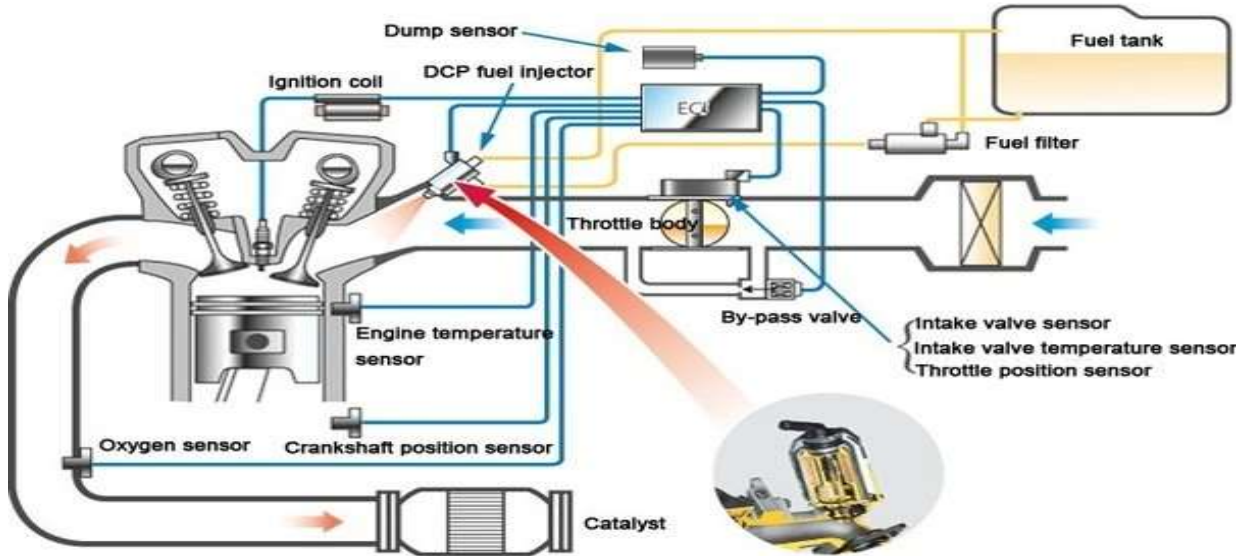 Dump sensor
Fuel tank
DCP fuel injector
Ignition coil
ECU
Fuel filter
Throttle body
By-pass valve
Engine temperature
sensor
Intake valve sensor
Intake valve temperature sensor
Throttle position sensor
Oxygen sensor
Crankshaft position sensor
Catalyst